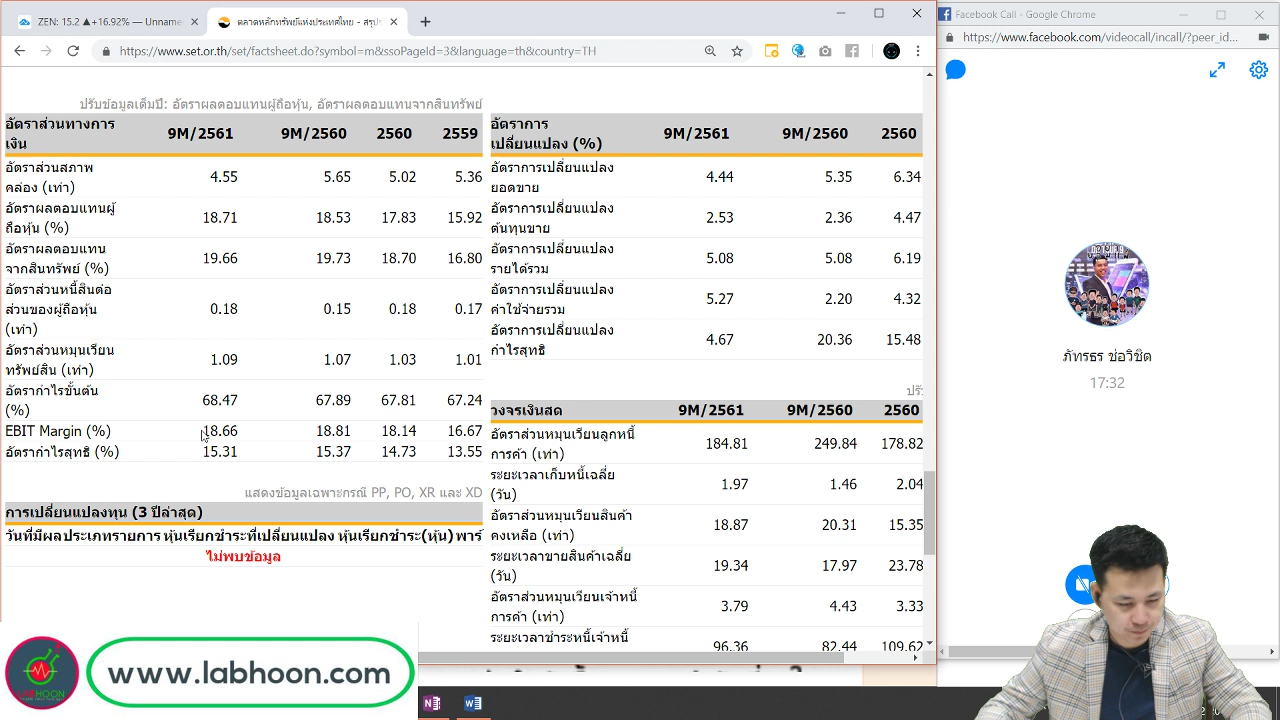 ZEN: 15.2 ▲+16.92% — Unname
ตลาดหลักทรัพย์แห่งประเทศไทย - สรุป
Facebook Call - Google Chrome
https://www.set.or.th/set/factsheet.do?symbol=m&ssoPageId=3&language=th&country=TH
https://www.facebook.com/videocall/incall/?peer_id...
ปรับข้อมูลเต็มปี: อัตราผลตอบแทนผู้ถือหุ้น, อัตราผลตอบแทนจากสินทรัพย์
อัตราส่วนทางการ
เงิน 9M/2561 9M/2560 2560 2559
อัตราส่วนสภาพ
คล่อง (เท่า) 4.55 5.65 5.02 5.36
อัตราผลตอบแทนผู้
ถือหุ้น (%) 18.71 18.53 17.83 15.92
อัตราผลตอบแทน
จากสินทรัพย์ (%) 19.66 19.73 18.70 16.80
อัตราส่วนหนี้สินต่อ
ส่วนของผู้ถือหุ้น 0.18 0.15 0.18 0.17
(เท่า)
อัตราส่วนหมุนเวียน
ทรัพย์สิน (เท่า) 1.09 1.07 1.03 1.01
อัตรากำไรขั้นต้น
(%) 68.47 67.89 67.81 67.24
EBIT Margin (%) 18.66 18.81 18.14 16.67
อัตรากำไรสุทธิ (%) 15.31 15.37 14.73 13.55
แสดงข้อมูลเฉพาะกรณี PP, PO, XR และ XD
การเปลี่ยนแปลงทุน (3 ปีล่าสุด)
วันที่มีผล ประเภทรายการ หุ้นเรียกชำระที่เปลี่ยนแปลง หุ้นเรียกชำระ(หุ้น) พาร์
ไม่พบข้อมูล
อัตราการ
เปลี่ยนแปลง (%) 9M/2561 9M/2560 2560
อัตราการเปลี่ยนแปลง
ยอดขาย 4.44 5.35 6.34
อัตราการเปลี่ยนแปลง
ต้นทุนขาย 2.53 2.36 4.47
อัตราการเปลี่ยนแปลง
รายได้รวม 5.08 5.08 6.19
อัตราการเปลี่ยนแปลง
ค่าใช้จ่ายรวม 5.27 2.20 4.32
อัตราการเปลี่ยนแปลง
กำไรสุทธิ 4.67 20.36 15.48
วงจรเงินสด 9M/2561 9M/2560 2560
อัตราส่วนหมุนเวียนลูกหนี้
การค้า (เท่า) 184.81 249.84 178.82
ระยะเวลาเก็บหนี้เฉลี่ย
(วัน) 1.97 1.46 2.04
อัตราส่วนหมุนเวียนสินค้า
คงเหลือ (เท่า) 18.87 20.31 15.35
ระยะเวลาขายสินค้าเฉลี่ย
(วัน) 19.34 17.97 23.78
อัตราส่วนหมุนเวียนเจ้าหนี้
การค้า (เท่า) 3.79 4.43 3.33
ระยะเวลาชำระหนี้เจ้าหนี้
96.36 82.44 109.62
ภัทรธร ช่อวิชิต
17:32
LABHOON
www.labhoon.com